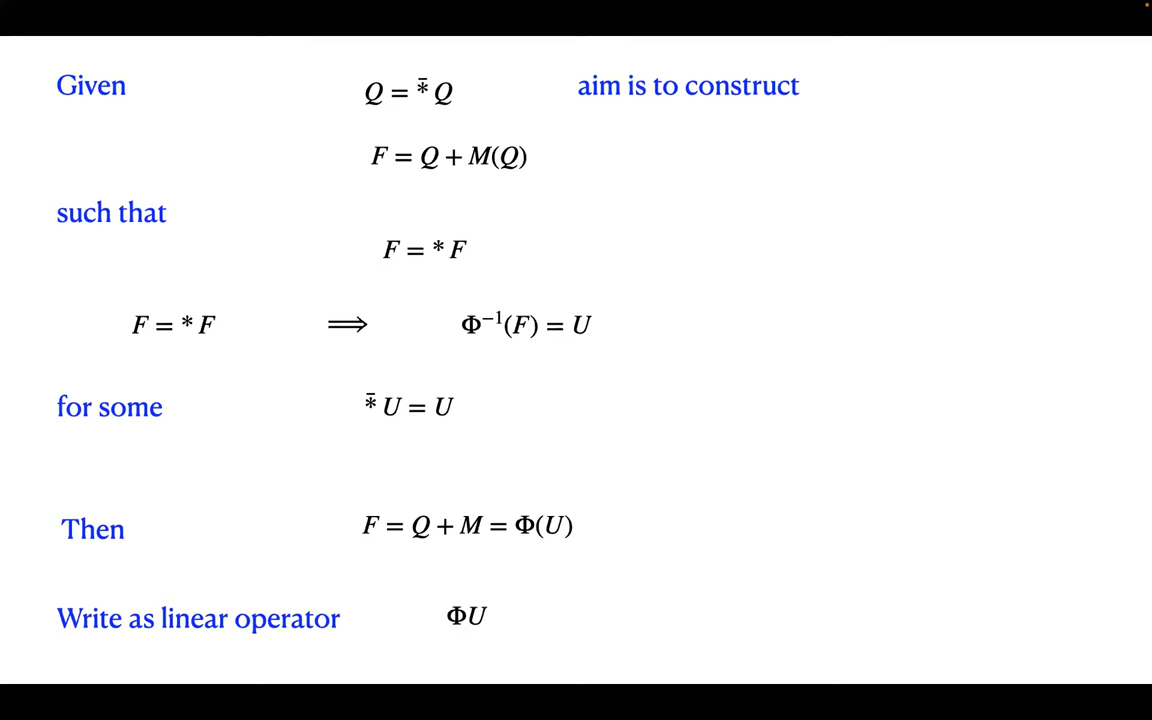 Given Q = *̄ Q aim is to construct
F = Q + M(Q)
such that
F = * F
F = * F ⟹ Φ⁻¹(F) = U
for some *̄ U = U
Then F = Q + M = Φ(U)
Write as linear operator ΦU